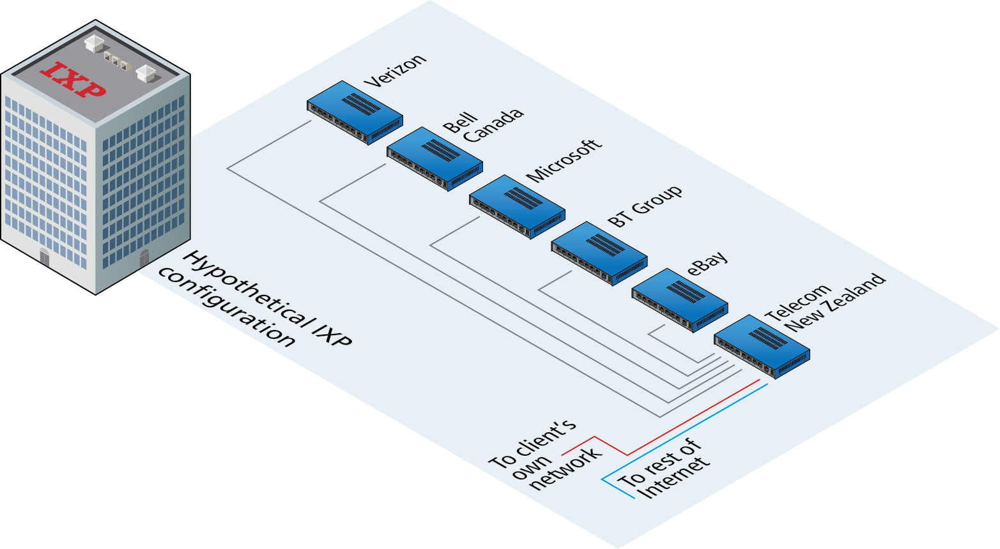 IXP
Verizon
Bell
Canada
Microsoft
BT Group
eBay
Telecom
New Zealand
Hypothetical IXP
configuration
To client's
own
network
To rest of
Internet